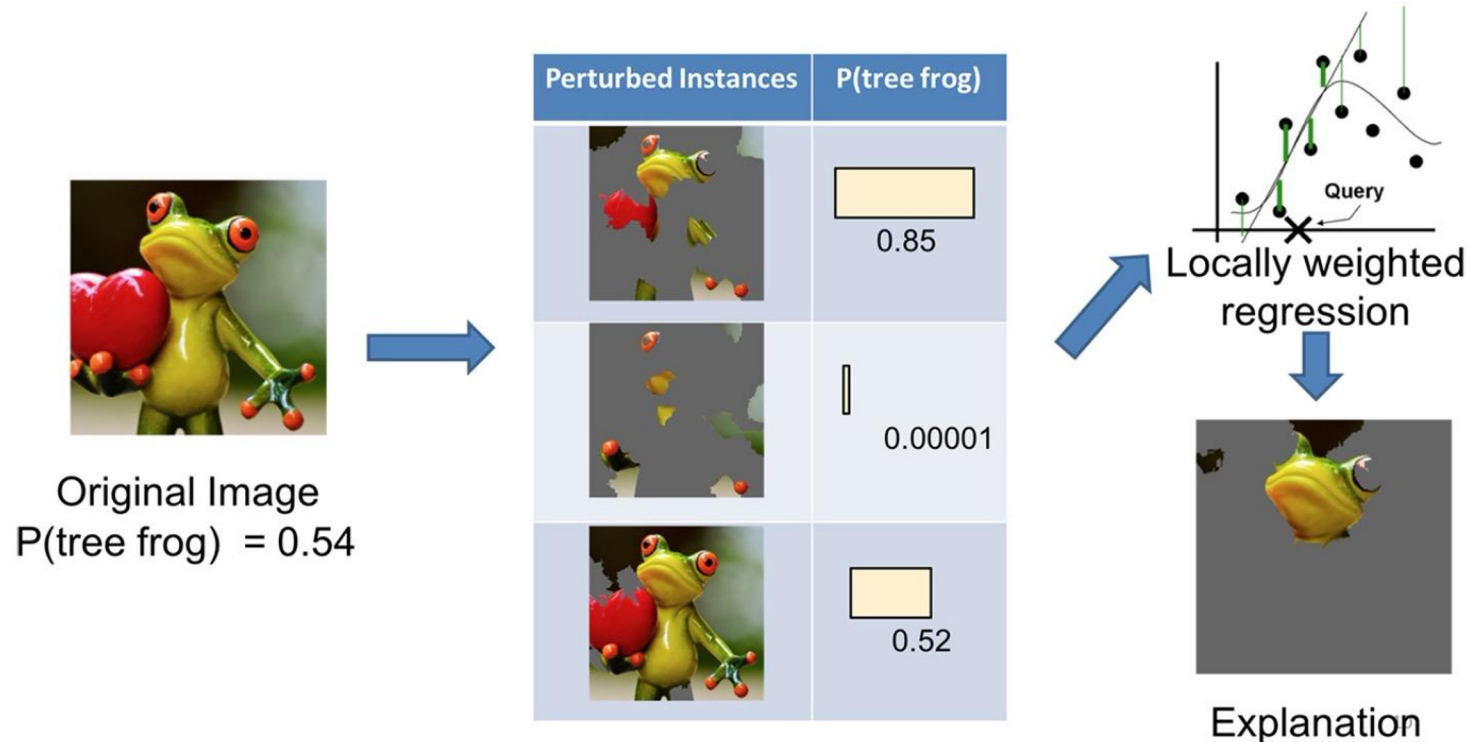 Original Image
P(tree frog) = 0.54
Perturbed Instances
P(tree frog)
0.85
0.00001
0.52
Query
Locally weighted
regression
Explanation